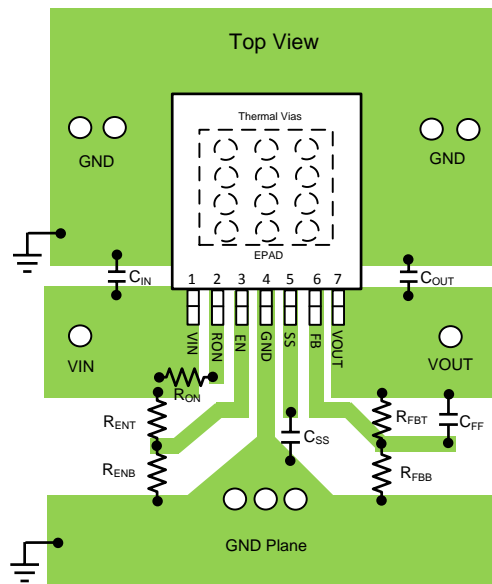 Top View
Thermal Vias
GND
GND
EPAD
1 2 3 4 5 6 7
CIN
COUT
VIN
RON
EN
GND
SS
FB
VOUT
VIN
VOUT
RON
RENT
RFBT
CFF
CSS
RENB
RFBB
GND Plane